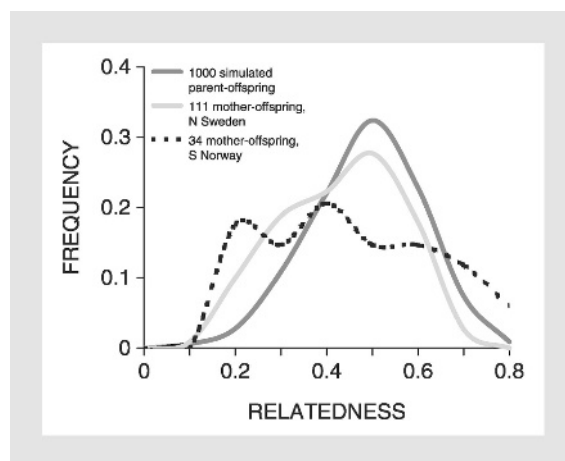 0.4
0.3
0.2
0.1
0
FREQUENCY
1000 simulated
parent-offspring
111 mother-offspring,
N Sweden
34 mother-offspring,
S Norway
0 0.2 0.4 0.6 0.8
RELATEDNESS